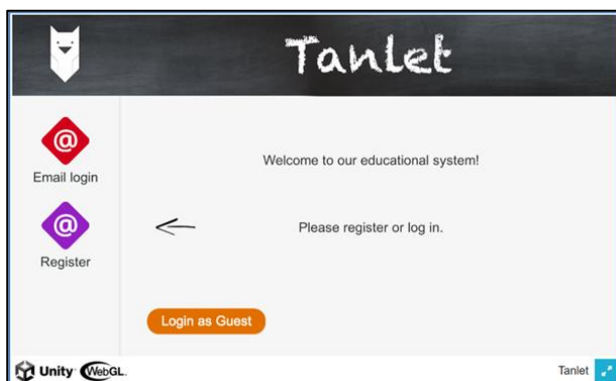 Tanlet
@
Email login
@
Register
Welcome to our educational system!
Please register or log in.
Login as Guest
Unity WebGL
Tanlet